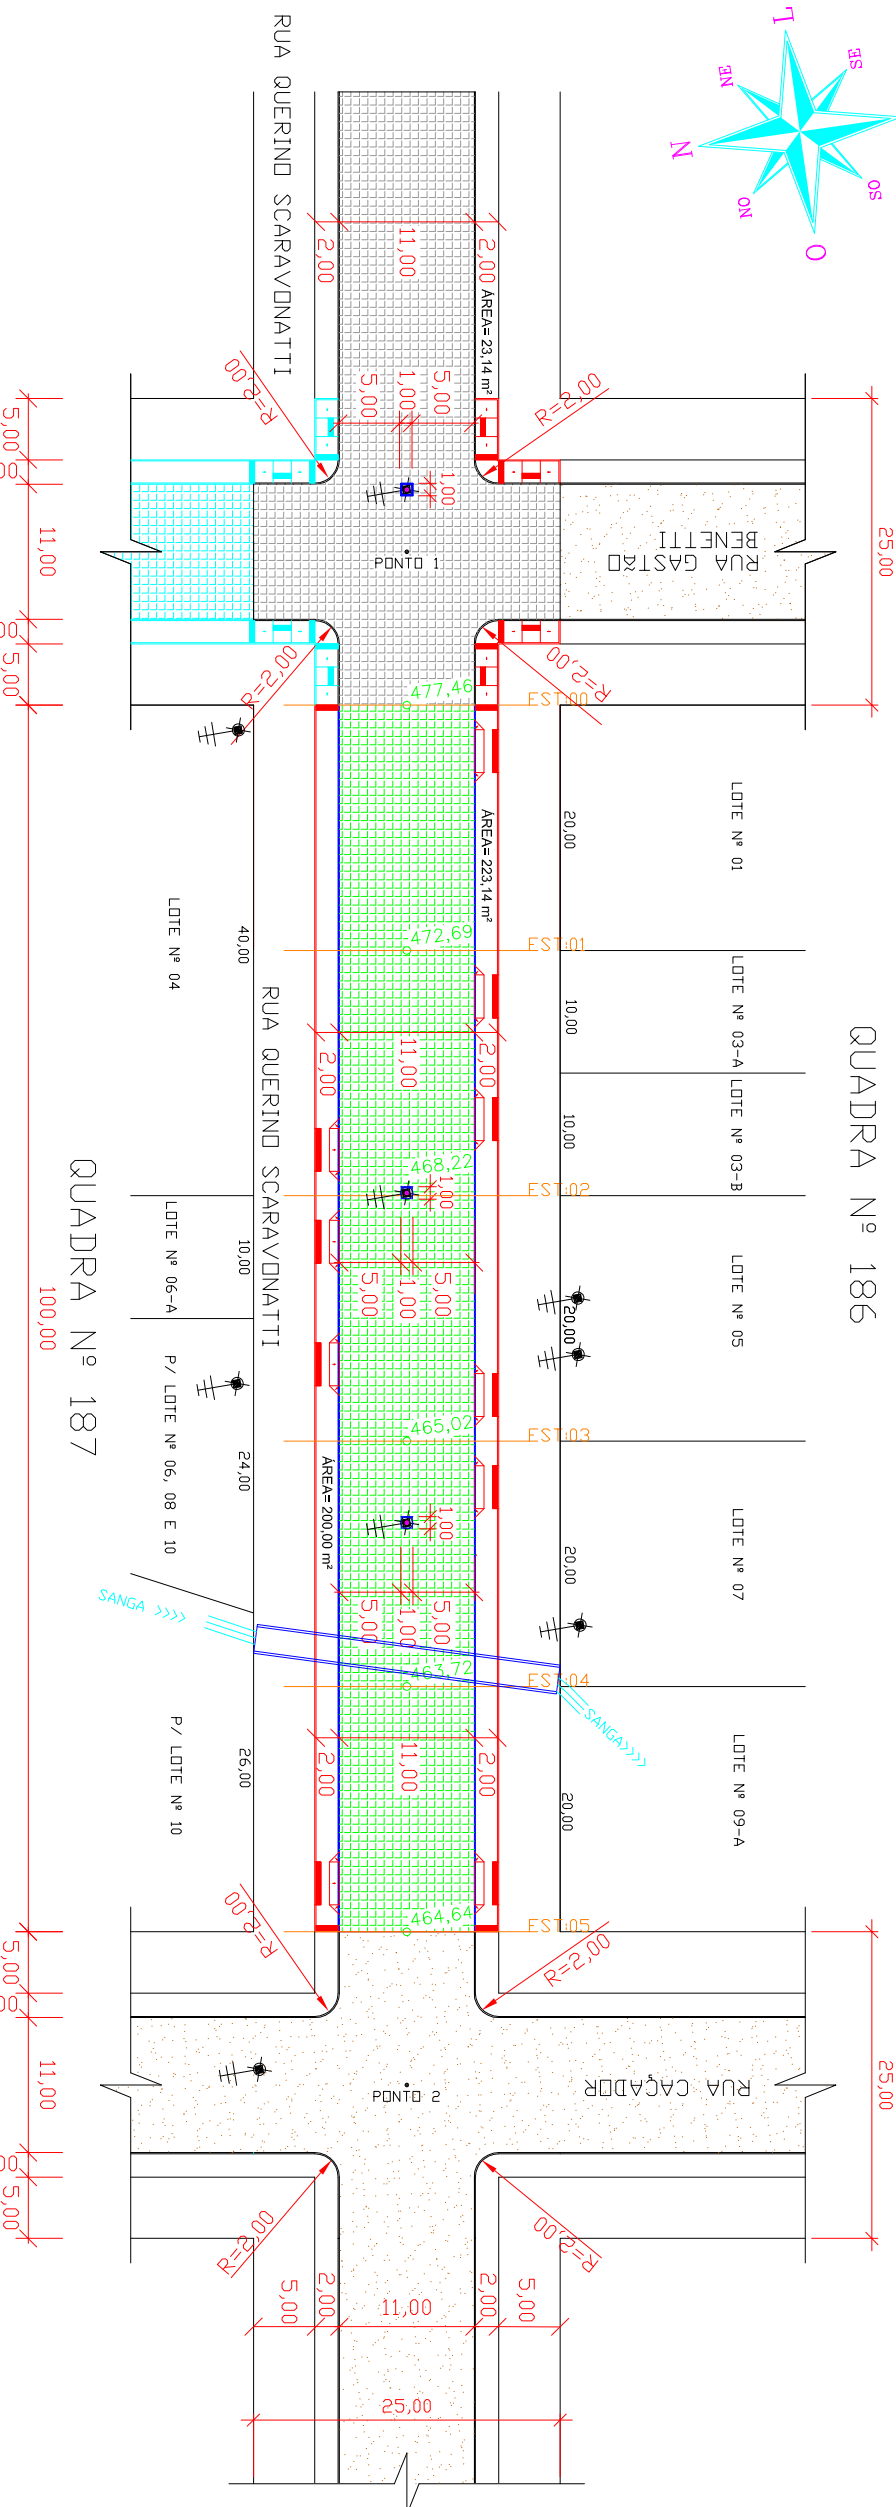 L
SE
NE
SO
N
NO
O
RUA QUERINO SCARAVONATTI
2,00
11,00
2,00
ÁREA= 23,14 m²
R=2,00
5,00
1,00
5,00
R=2,00
1,00
5,00
11,00
5,00
25,00
RUA GASTÃO
BENETTI
PONTO 1
R=2,00
R=2,00
477,46
EST:00
LOTE Nº 01
20,00
ÁREA= 223,14 m²
LOTE Nº 04
40,00
472,69
EST:01
LOTE Nº 03-A
10,00
QUADRA Nº 186
RUA QUERINO SCARAVONATTI
2,00
11,00
2,00
LOTE Nº 03-B
10,00
468,22
EST:02
1,00
QUADRA Nº 187
LOTE Nº 06-A
10,00
5,00
1,00
5,00
LOTE Nº 05
20,00
100,00
P/ LOTE Nº 06, 08 E 10
24,00
465,02
EST:03
ÁREA= 200,00 m²
1,00
LOTE Nº 07
20,00
5,00
1,00
5,00
SANGA >>>>
463,72
EST:04
SANGA>>>>
P/ LOTE Nº 10
26,00
2,00
11,00
2,00
LOTE Nº 09-A
20,00
464,64
EST:05
R=2,00
R=2,00
5,00
11,00
5,00
25,00
PONTO 2
RUA CAÇADOR
R=2,00
R=2,00
5,00
2,00
11,00
2,00
5,00
25,00